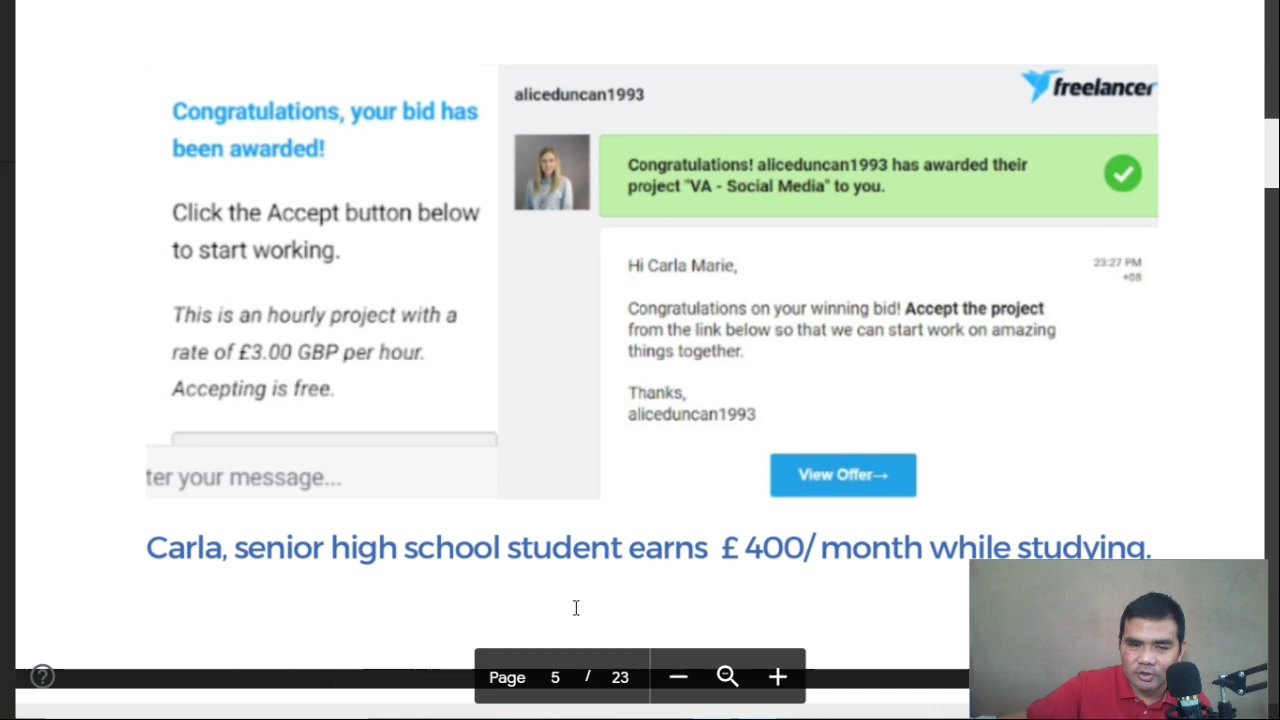 Congratulations, your bid has
been awarded!
Click the Accept button below
to start working.
This is an hourly project with a
rate of £3.00 GBP per hour.
Accepting is free.
ter your message...
aliceduncan1993
freelancer
Congratulations! aliceduncan1993 has awarded their
project "VA - Social Media" to you.
Hi Carla Marie,
23:27 PM
+08
Congratulations on your winning bid! Accept the project
from the link below so that we can start work on amazing
things together.
Thanks,
aliceduncan1993
View Offer→
Carla, senior high school student earns £400/month while studying.
Page 5 / 23